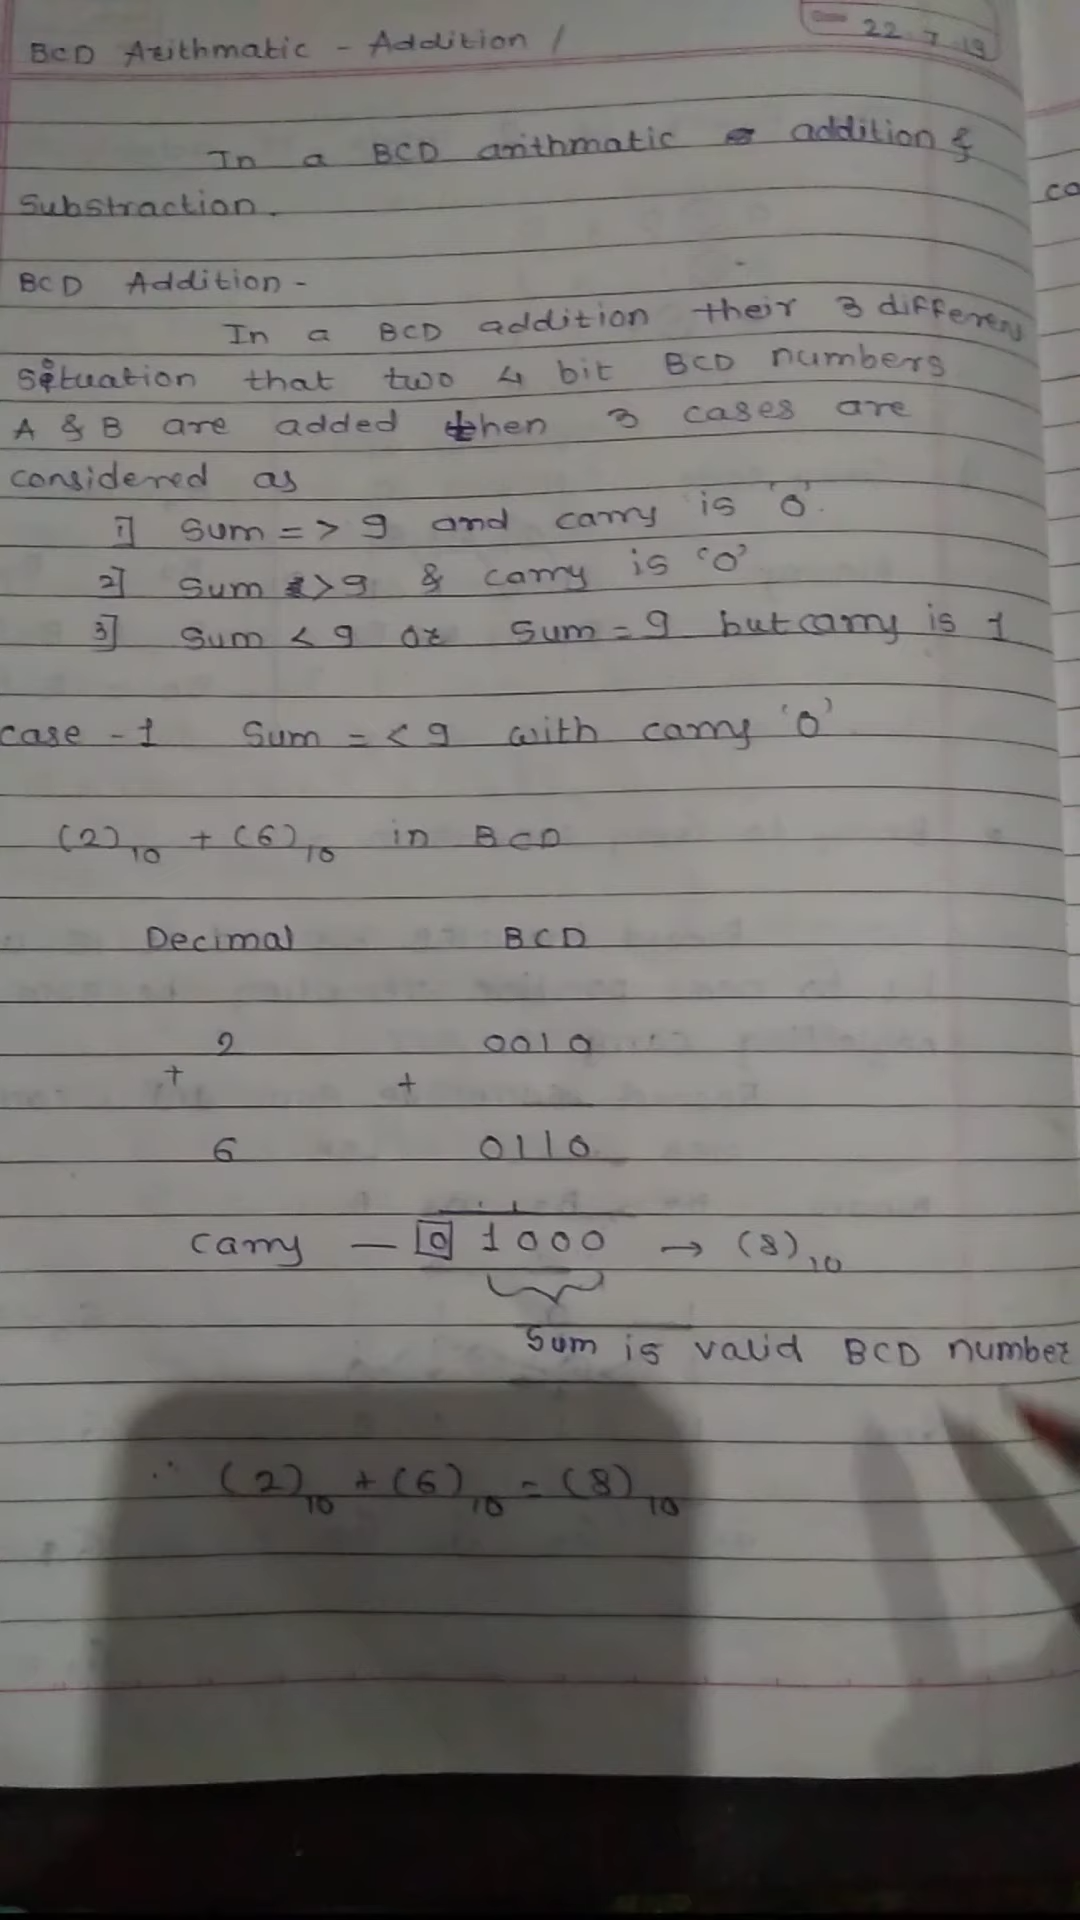 22 7 19
BCD Arithmatic - Addition /
In a BCD arithmatic addition &
Substraction.
co
BCD Addition -
In a BCD addition their 3 differen
Situation that two 4 bit BCD numbers
A & B are added then 3 cases are
considered as
1] Sum = > 9 and carry is '0'.
2] Sum > 9 & carry is '0'
3] Sum < 9 or Sum = 9 but carry is 1
case - 1 Sum = < 9 with carry '0'
(2)10 + (6)10 in BCD
Decimal BCD
2 0010
+ +
6 0110
carry — 0 1000 → (8)10
Sum is valid BCD number
∴ (2)10 + (6)10 = (8)10